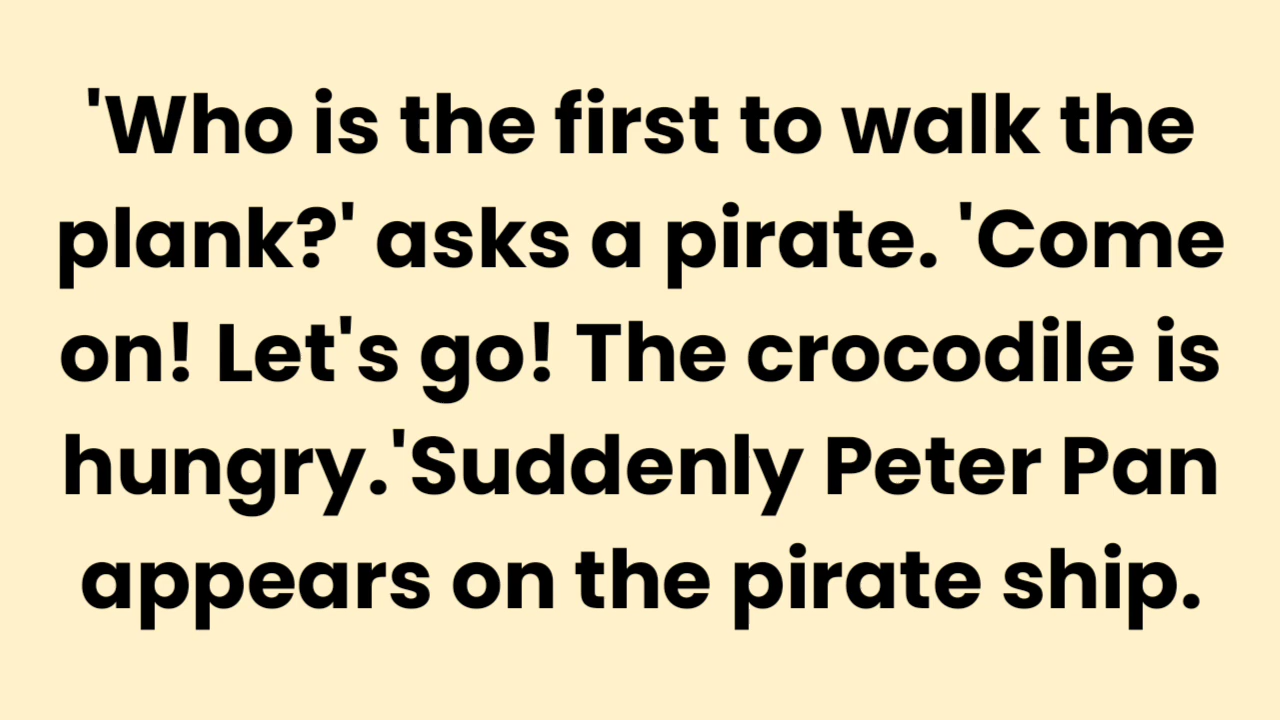 'Who is the first to walk the
plank?' asks a pirate. 'Come
on! Let's go! The crocodile is
hungry.'Suddenly Peter Pan
appears on the pirate ship.